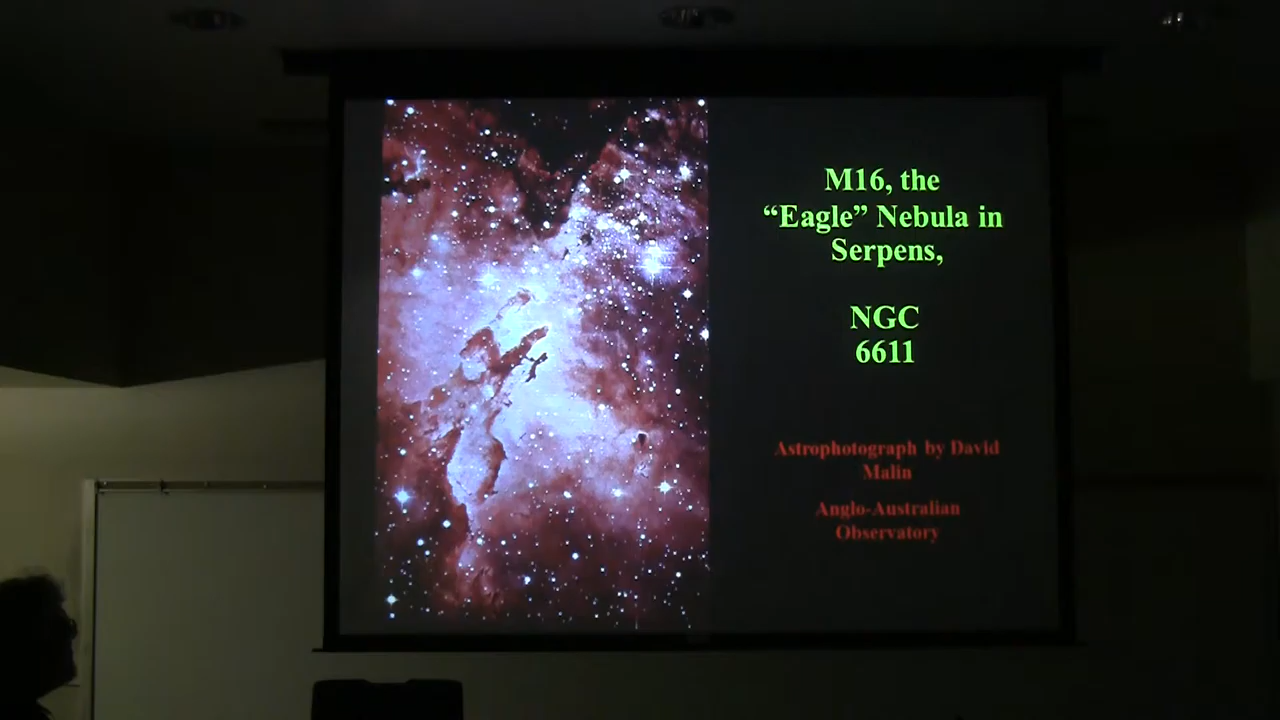 M16, the
“Eagle” Nebula in
Serpens,
NGC
6611
Astrophotograph by David
Malin
Anglo-Australian
Observatory